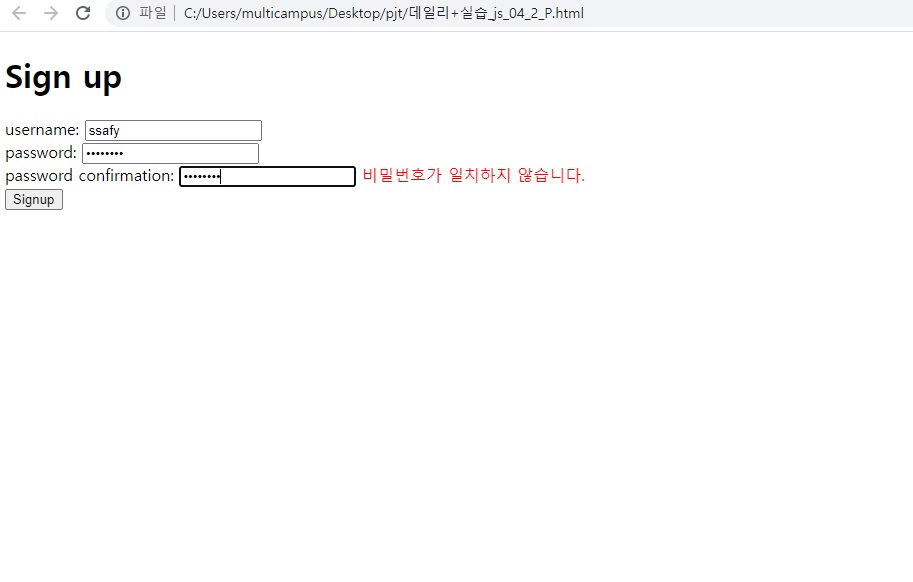 파일 C:/Users/multicampus/Desktop/pjt/데일리+실습_js_04_2_P.html
Sign up
username: ssafy
password: ••••••••
password confirmation: •••••••• 비밀번호가 일치하지 않습니다.
Signup